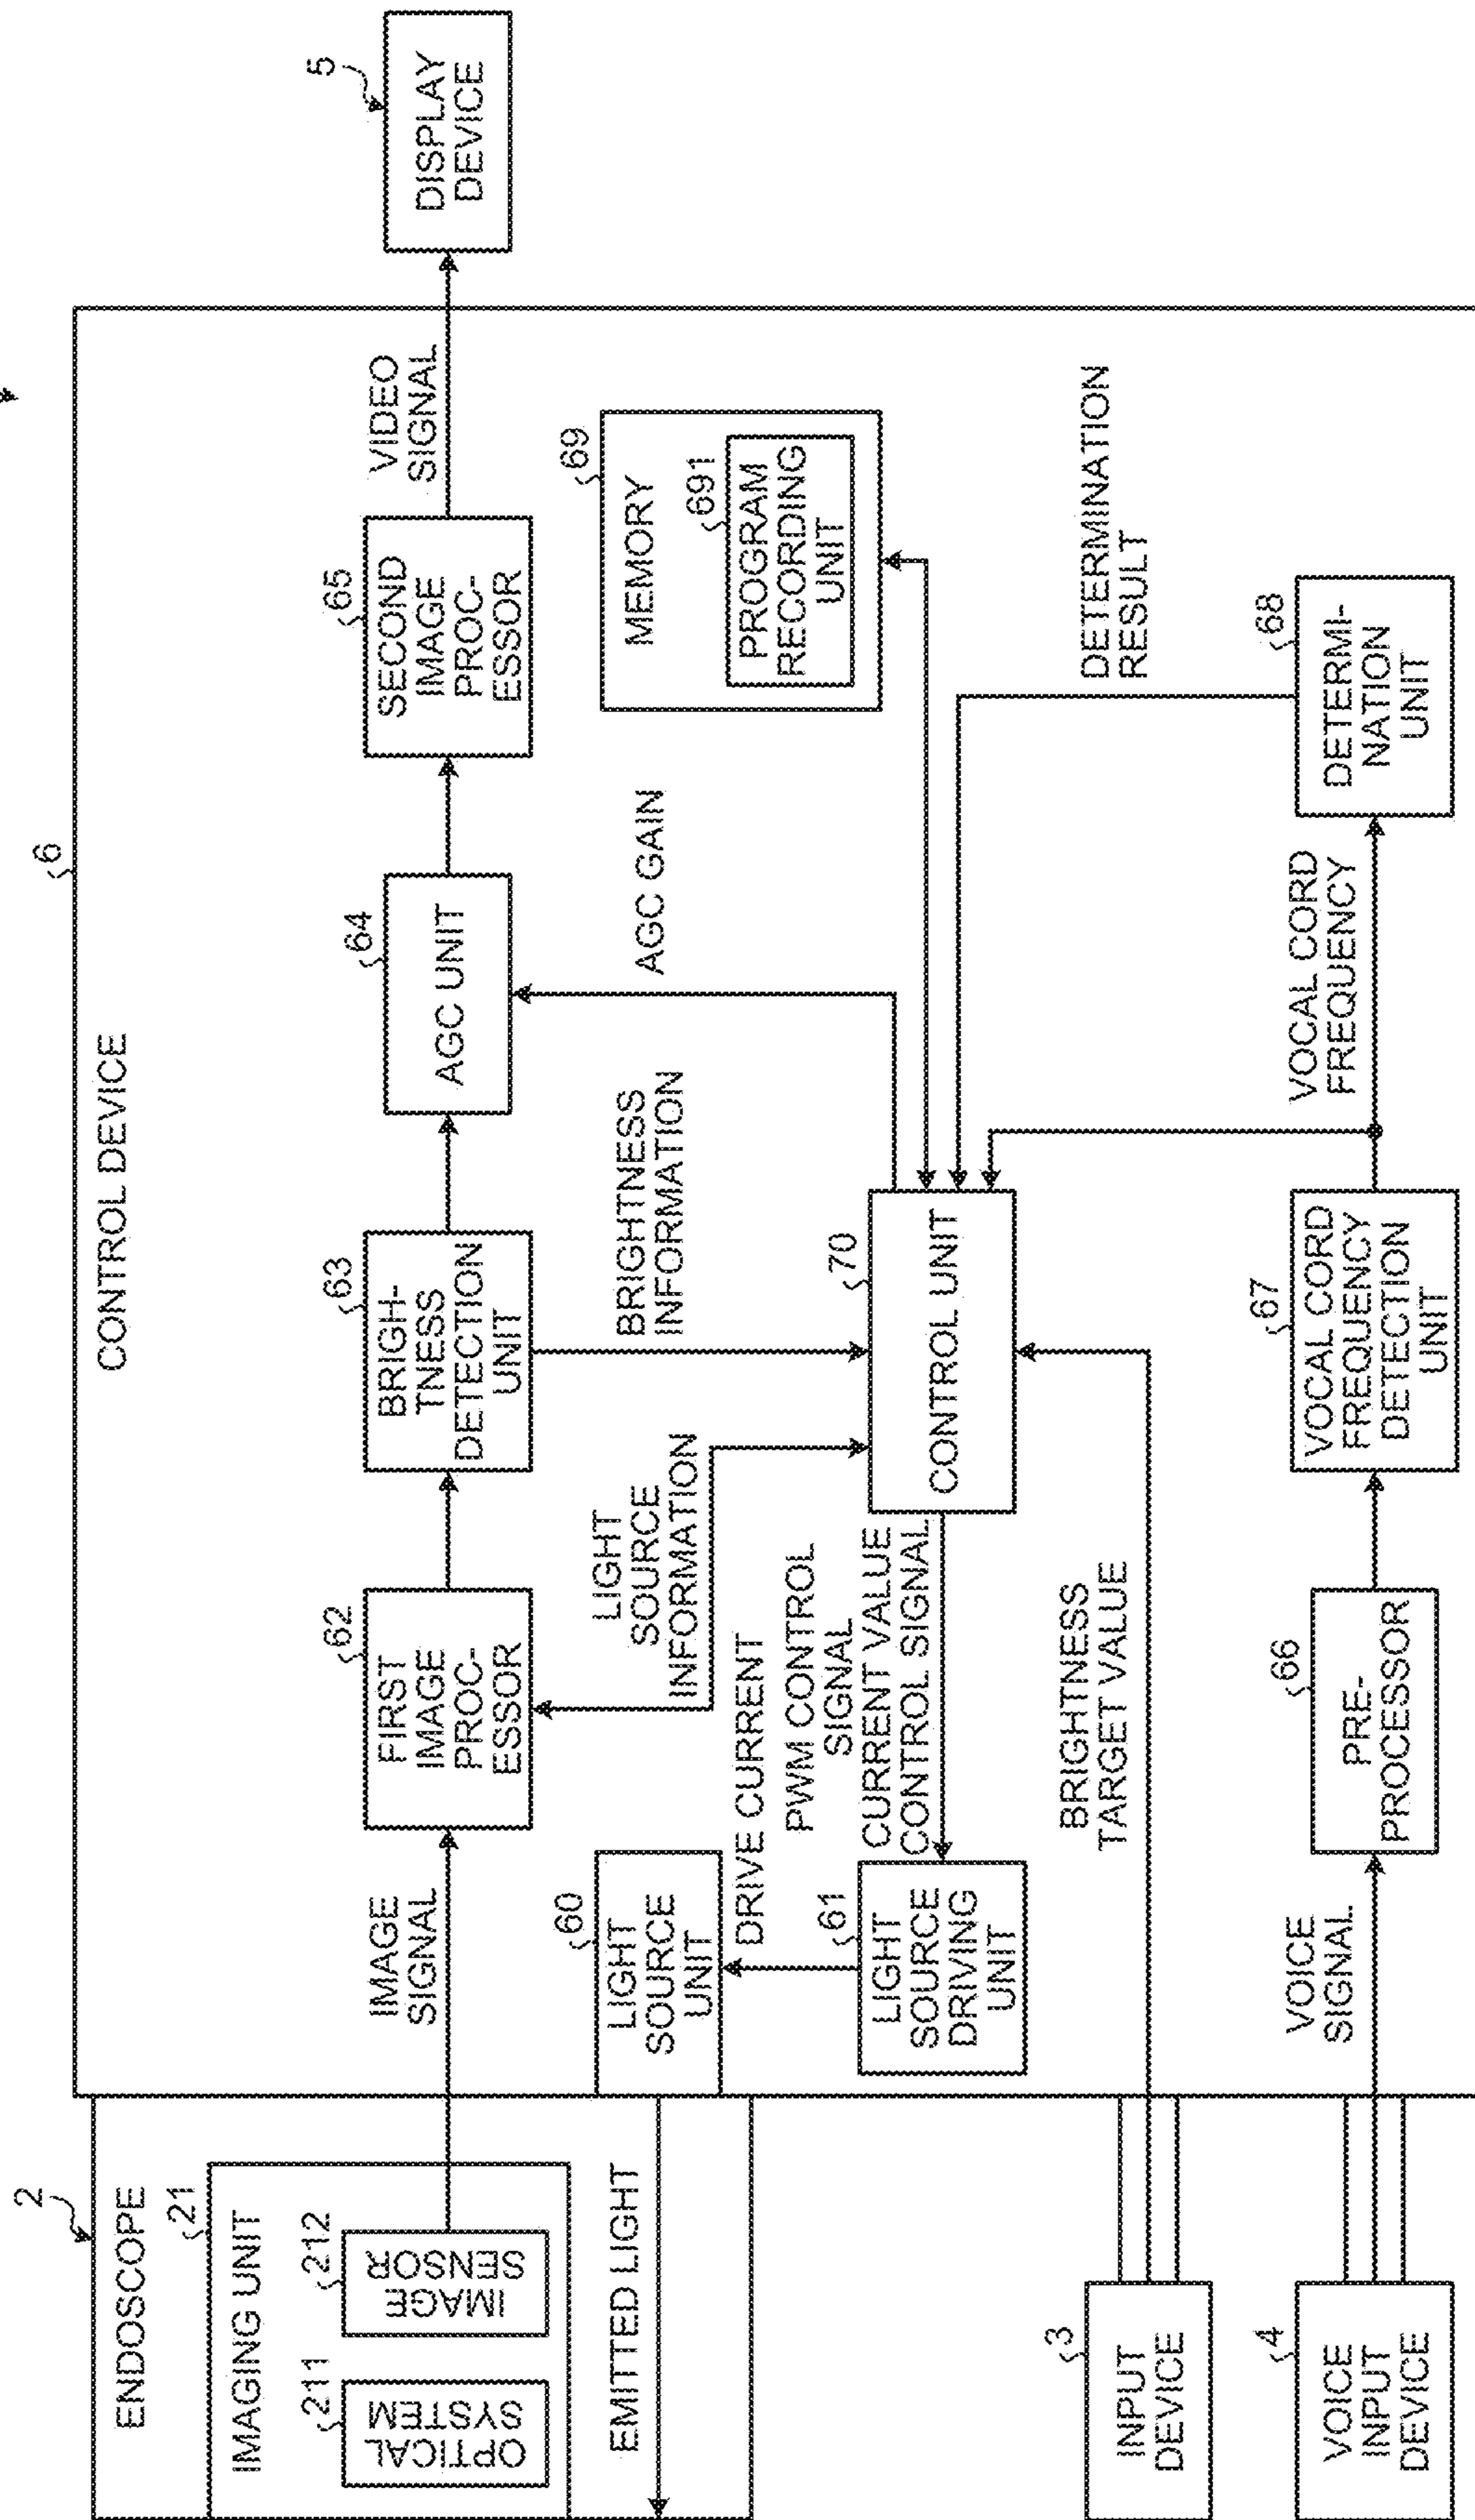 2
ENDOSCOPE
21
IMAGING UNIT
211
OPTICAL
SYSTEM
212
IMAGE
SENSOR
EMITTED LIGHT
3
INPUT
DEVICE
4
VOICE
INPUT
DEVICE
6
CONTROL DEVICE
IMAGE
SIGNAL
62
FIRST
IMAGE
PROC-
ESSOR
63
BRIGH-
TNESS
DETECTION
UNIT
64
AGC UNIT
65
SECOND
IMAGE
PROC-
ESSOR
VIDEO
SIGNAL
5
DISPLAY
DEVICE
60
LIGHT
SOURCE
UNIT
LIGHT
SOURCE
INFORMATION
BRIGHTNESS
INFORMATION
AGC GAIN
69
MEMORY
691
PROGRAM
RECORDING
UNIT
DRIVE CURRENT
PWM CONTROL
SIGNAL
CURRENT VALUE
CONTROL SIGNAL
61
LIGHT
SOURCE
DRIVING
UNIT
70
CONTROL UNIT
BRIGHTNESS
TARGET VALUE
DETERMINATION
RESULT
VOICE
SIGNAL
66
PRE-
PROCESSOR
67
VOCAL CORD
FREQUENCY
DETECTION
UNIT
VOCAL CORD
FREQUENCY
68
DETERMI-
NATION
UNIT